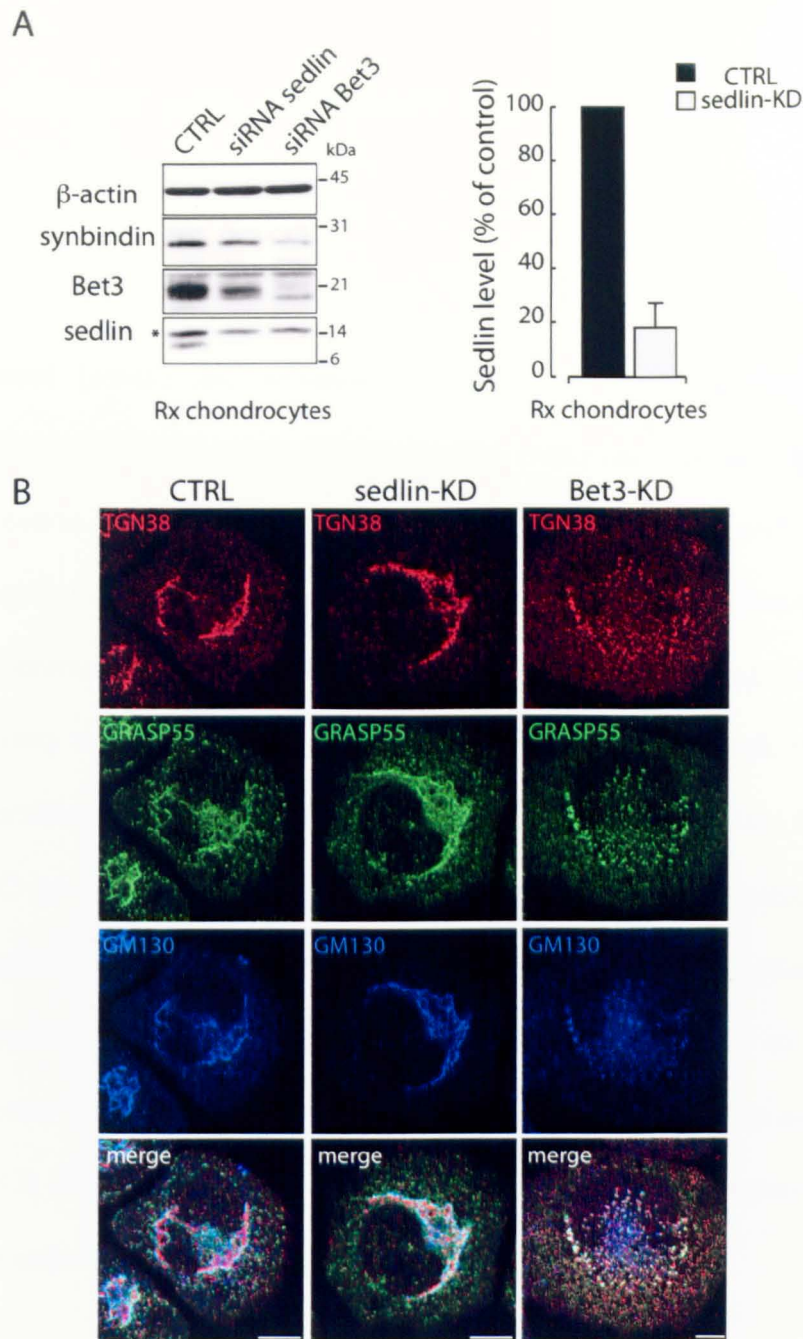 A
CTRL
siRNA sedlin
siRNA Bet3
kDa
β-actin
45
synbindin
31
Bet3
21
sedlin *
14
6
Rx chondrocytes
CTRL
sedlin-KD
Sedlin level (% of control)
100
80
60
40
20
0
Rx chondrocytes
B
CTRL sedlin-KD Bet3-KD
TGN38 TGN38 TGN38
GRASP55 GRASP55 GRASP55
GM130 GM130 GM130
merge merge merge